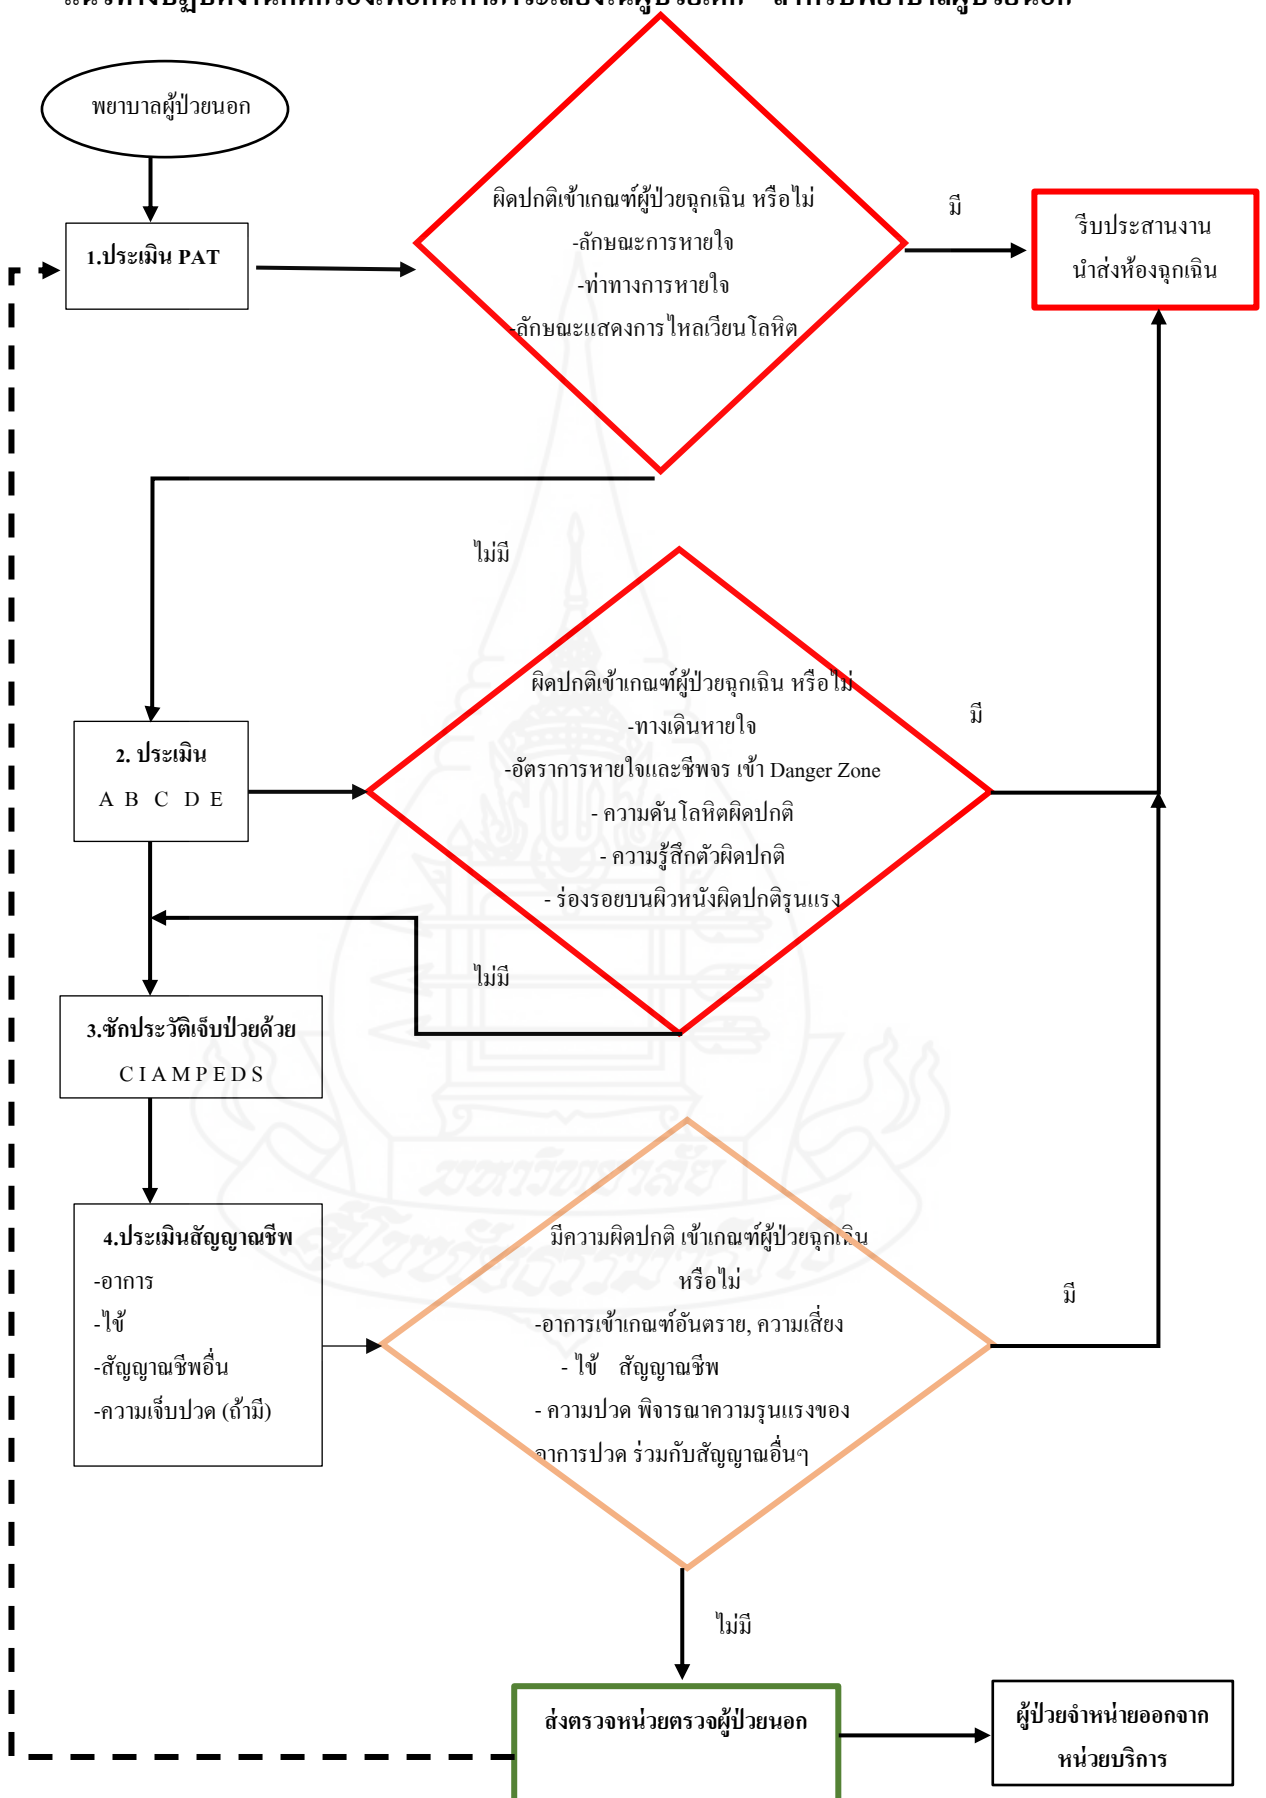 พยาบาลผู้ป่วยนอก
1.ประเมิน PAT
ผิดปกติเข้าเกณฑ์ผู้ป่วยฉุกเฉิน หรือไม่
-ลักษณะการหายใจ
-ท่าทางการหายใจ
-ลักษณะแสดงการไหลเวียนโลหิต
มี
รีบประสานงาน
นำส่งห้องฉุกเฉิน
ไม่มี
2. ประเมิน
A B C D E
ผิดปกติเข้าเกณฑ์ผู้ป่วยฉุกเฉิน หรือไม่
-ทางเดินหายใจ
-อัตราการหายใจและชีพจร เข้า Danger Zone
- ความดันโลหิตผิดปกติ
- ความรู้สึกตัวผิดปกติ
- ร่องรอยบนผิวหนังผิดปกติรุนแรง
มี
ไม่มี
3.ซักประวัติเจ็บป่วยด้วย
C I A M P E D S
มหาวิทยาลัย
สุโขทัยธรรมาธิราช
4.ประเมินสัญญาณชีพ
-อาการ
-ไข้
-สัญญาณชีพอื่น
-ความเจ็บปวด (ถ้ามี)
มีความผิดปกติ เข้าเกณฑ์ผู้ป่วยฉุกเฉิน
หรือไม่
-อาการเข้าเกณฑ์อันตราย, ความเสี่ยง
- ไข้ สัญญาณชีพ
- ความปวด พิจารณาความรุนแรงของ
อาการปวด ร่วมกับสัญญาณอื่นๆ
มี
ไม่มี
ส่งตรวจหน่วยตรวจผู้ป่วยนอก
ผู้ป่วยจำหน่ายออกจาก
หน่วยบริการ